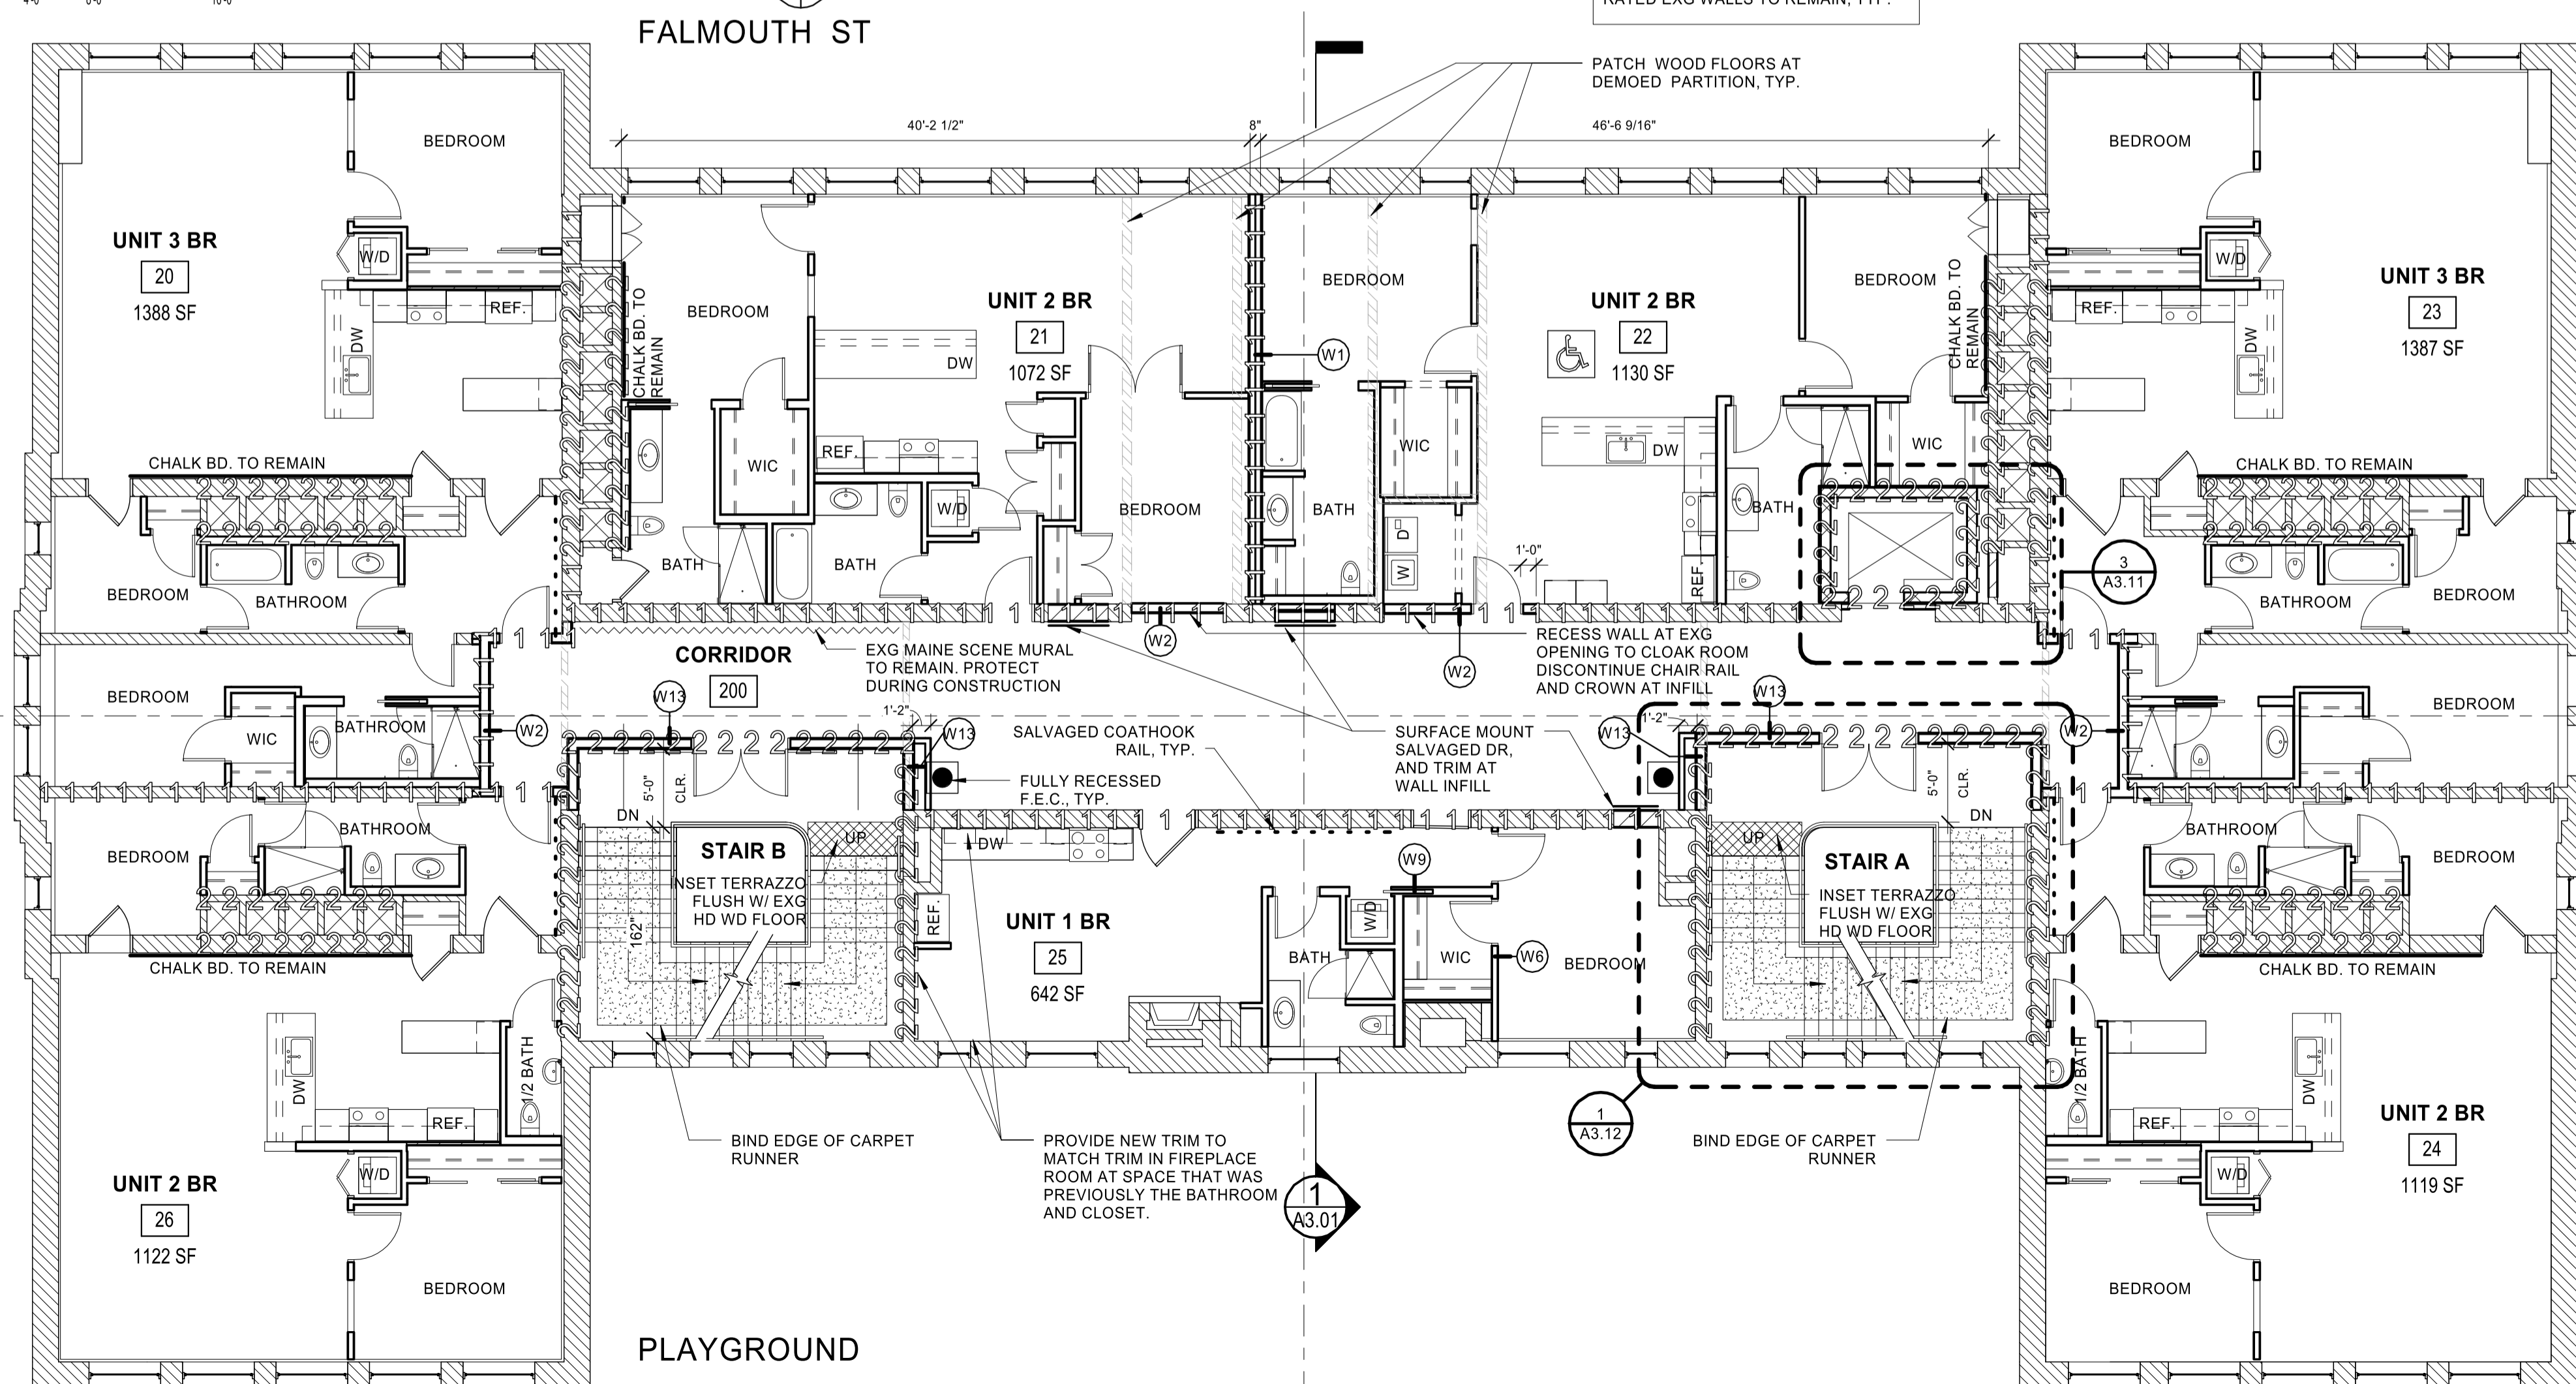 4'-0"
8'-0"
16'-0"
FALMOUTH ST
RATED EXG WALLS TO REMAIN, TYP.
PATCH WOOD FLOORS AT
DEMOED PARTITION, TYP.
40'-2 1/2"
8"
46'-6 9/16"
BEDROOM
UNIT 3 BR
20
1388 SF
W/D
REF.
DW
CHALK BD. TO REMAIN
CHALK BD. TO
REMAIN
BEDROOM
UNIT 2 BR
21
1072 SF
DW
REF.
WIC
W/D
BATH
BATH
BEDROOM
W1
BEDROOM
WIC
BATH
D
W
UNIT 2 BR
22
1130 SF
DW
REF.
1'-0"
BEDROOM
CHALK BD. TO
REMAIN
WIC
BATH
BEDROOM
UNIT 3 BR
23
1387 SF
W/D
REF.
DW
CHALK BD. TO REMAIN
3
A3.11
BEDROOM
BATHROOM
BEDROOM
WIC
BATHROOM
W2
BEDROOM
BATHROOM
CHALK BD. TO REMAIN
CORRIDOR
200
EXG MAINE SCENE MURAL
TO REMAIN. PROTECT
DURING CONSTRUCTION
W2
W2
RECESS WALL AT EXG
OPENING TO CLOAK ROOM
DISCONTINUE CHAIR RAIL
AND CROWN AT INFILL
W13
1'-2"
W13
SALVAGED COATHOOK
RAIL, TYP.
FULLY RECESSED
F.E.C., TYP.
SURFACE MOUNT
SALVAGED DR,
AND TRIM AT
WALL INFILL
W13
1'-2"
W13
W2
BATHROOM
BEDROOM
BEDROOM
BATHROOM
BEDROOM
CHALK BD. TO REMAIN
5'-0"
CLR.
DN
UP
STAIR B
INSET TERRAZZO
FLUSH W/ EXG
HD WD FLOOR
162"
DW
REF.
UNIT 1 BR
25
642 SF
W9
W/D
BATH
WIC
W6
BEDROOM
5'-0"
CLR.
DN
UP
STAIR A
INSET TERRAZZO
FLUSH W/ EXG
HD WD FLOOR
DW
1/2 BATH
REF.
W/D
UNIT 2 BR
26
1122 SF
BEDROOM
BIND EDGE OF CARPET
RUNNER
PROVIDE NEW TRIM TO
MATCH TRIM IN FIREPLACE
ROOM AT SPACE THAT WAS
PREVIOUSLY THE BATHROOM
AND CLOSET.
1
A3.01
1
A3.12
BIND EDGE OF CARPET
RUNNER
1/2 BATH
REF.
DW
W/D
UNIT 2 BR
24
1119 SF
BEDROOM
PLAYGROUND